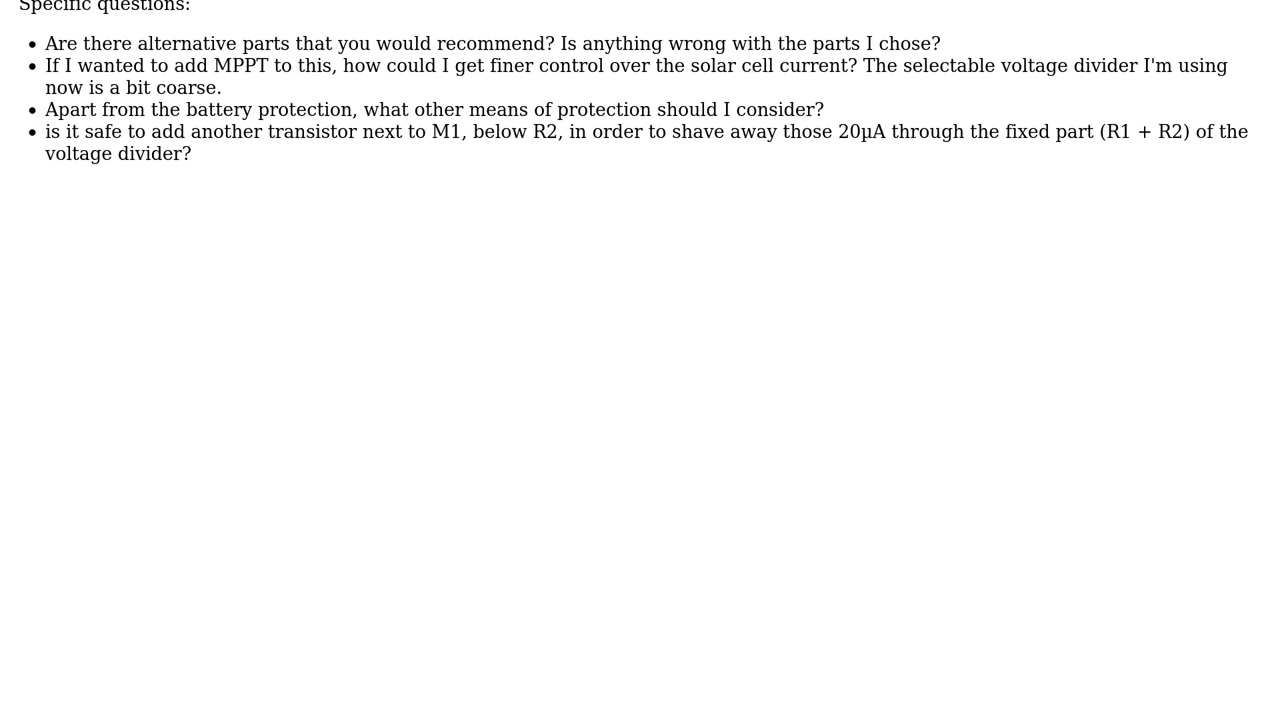 Specific questions:
• Are there alternative parts that you would recommend? Is anything wrong with the parts I chose?
• If I wanted to add MPPT to this, how could I get finer control over the solar cell current? The selectable voltage divider I'm using
now is a bit coarse.
• Apart from the battery protection, what other means of protection should I consider?
• is it safe to add another transistor next to M1, below R2, in order to shave away those 20µA through the fixed part (R1 + R2) of the
voltage divider?